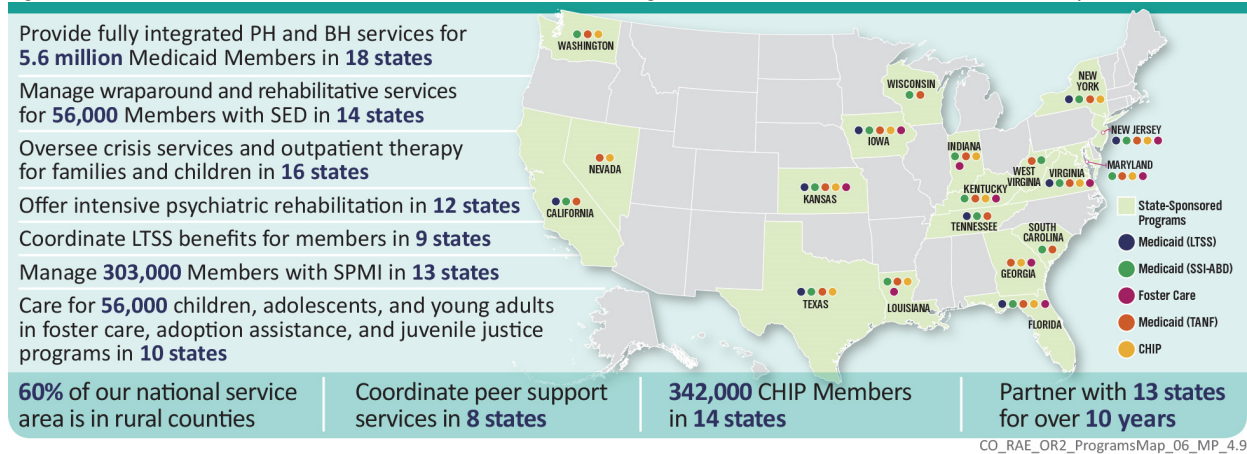 Provide fully integrated PH and BH services for
5.6 million Medicaid Members in 18 states
Manage wraparound and rehabilitative services
for 56,000 Members with SED in 14 states
Oversee crisis services and outpatient therapy
for families and children in 16 states
Offer intensive psychiatric rehabilitation in 12 states
Coordinate LTSS benefits for members in 9 states
Manage 303,000 Members with SPMI in 13 states
Care for 56,000 children, adolescents, and young adults
in foster care, adoption assistance, and juvenile justice
programs in 10 states
WASHINGTON
NEVADA
CALIFORNIA
WISCONSIN
IOWA
KANSAS
TEXAS
INDIANA
KENTUCKY
TENNESSEE
LOUISIANA
WEST
VIRGINIA
VIRGINIA
NEW
YORK
NEW JERSEY
MARYLAND
SOUTH
CAROLINA
GEORGIA
FLORIDA
State-Sponsored
Programs
Medicaid (LTSS)
Medicaid (SSI-ABD)
Foster Care
Medicaid (TANF)
CHIP
60% of our national service
area is in rural counties
Coordinate peer support
services in 8 states
342,000 CHIP Members
in 14 states
Partner with 13 states
for over 10 years
CO_RAE_OR2_ProgramsMap_06_MP_4.9